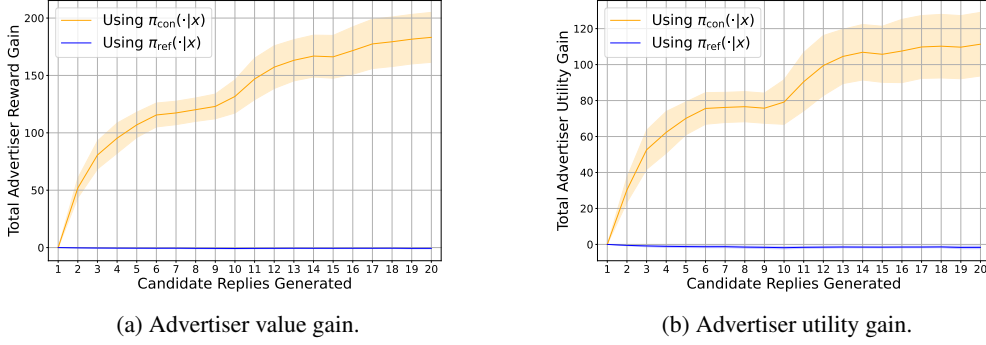 Using π_con(·|x)
Using π_ref(·|x)
Total Advertiser Reward Gain
200
150
100
50
0
1 2 3 4 5 6 7 8 9 10 11 12 13 14 15 16 17 18 19 20
Candidate Replies Generated
(a) Advertiser value gain.
Using π_con(·|x)
Using π_ref(·|x)
Total Advertiser Utility Gain
120
100
80
60
40
20
0
1 2 3 4 5 6 7 8 9 10 11 12 13 14 15 16 17 18 19 20
Candidate Replies Generated
(b) Advertiser utility gain.